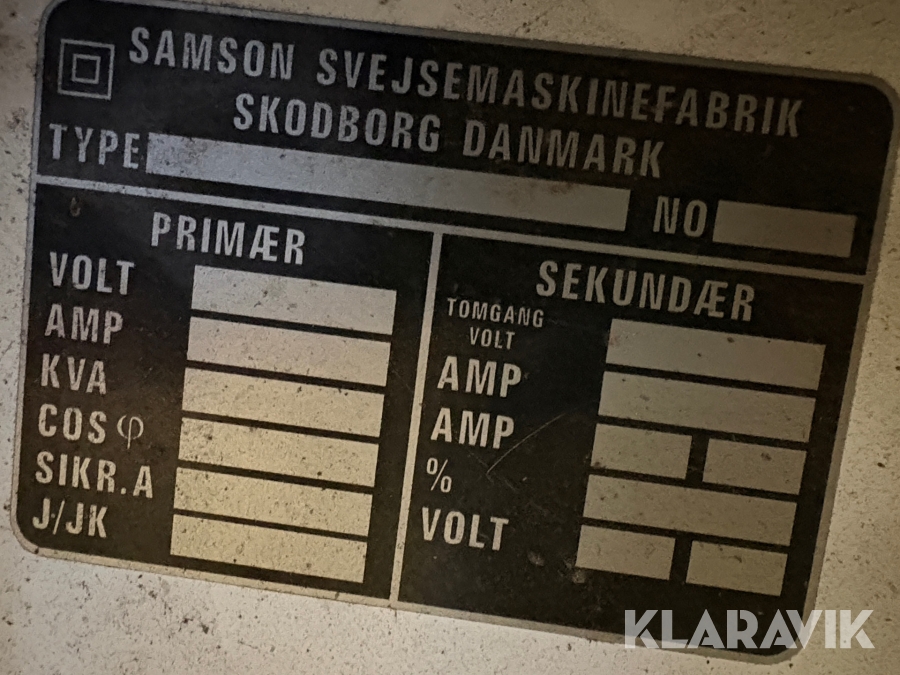 SAMSON SVEJSEMASKINEFABRIK
SKODBORG DANMARK
TYPE NO
PRIMÆR
VOLT
AMP
KVA
COS φ
SIKR.A
J/JK
SEKUNDÆR
TOMGANG
VOLT
AMP
AMP
%
VOLT
KLARAVIK